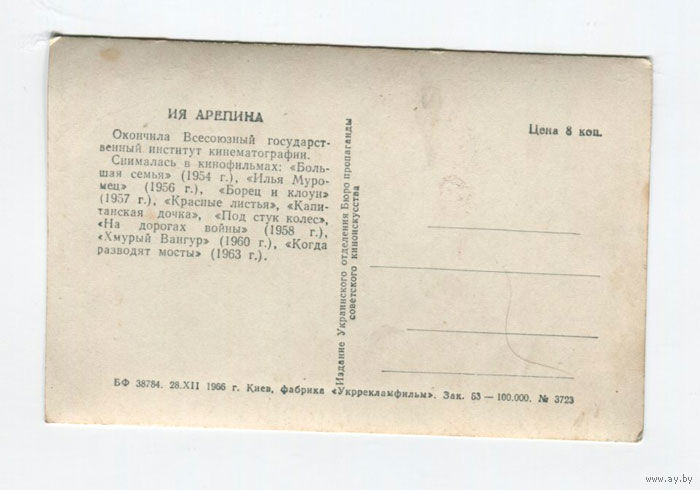 ИЯ АРЕПИНА
Окончила Всесоюзный государст-
венный институт кинематографии.
Снималась в кинофильмах: «Боль-
шая семья» (1954 г.), «Илья Муро-
мец» (1956 г.), «Борец и клоун»
(1957 г.), «Красные листья», «Капи-
танская дочка», «Под стук колес»,
«На дорогах войны» (1958 г.),
«Хмурый Вангур» (1960 г.), «Когда
разводят мосты» (1963 г.).
Издание Украинского отделения Бюро пропаганды
советского киноискусства
Цена 8 коп.
БФ 38784. 28.XII 1966 г. Киев, фабрика «Укррекламфильм». Зак. 53 — 100.000. № 3723
www.ay.by